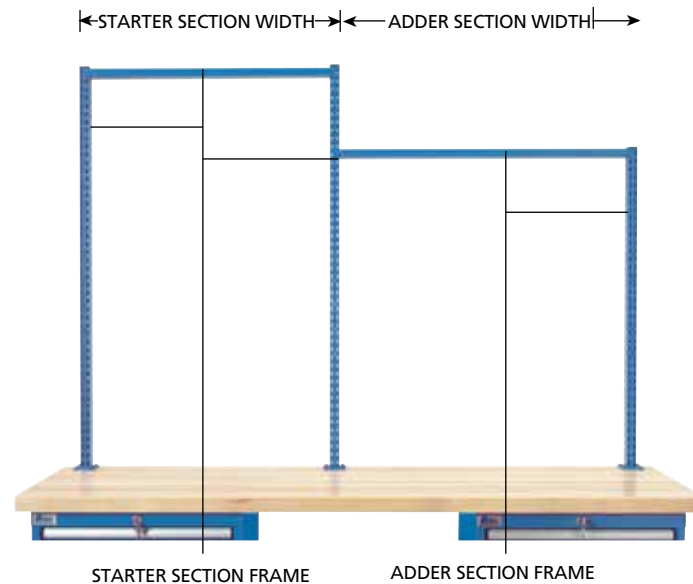 STARTER SECTION WIDTH
ADDER SECTION WIDTH
STARTER SECTION FRAME
ADDER SECTION FRAME